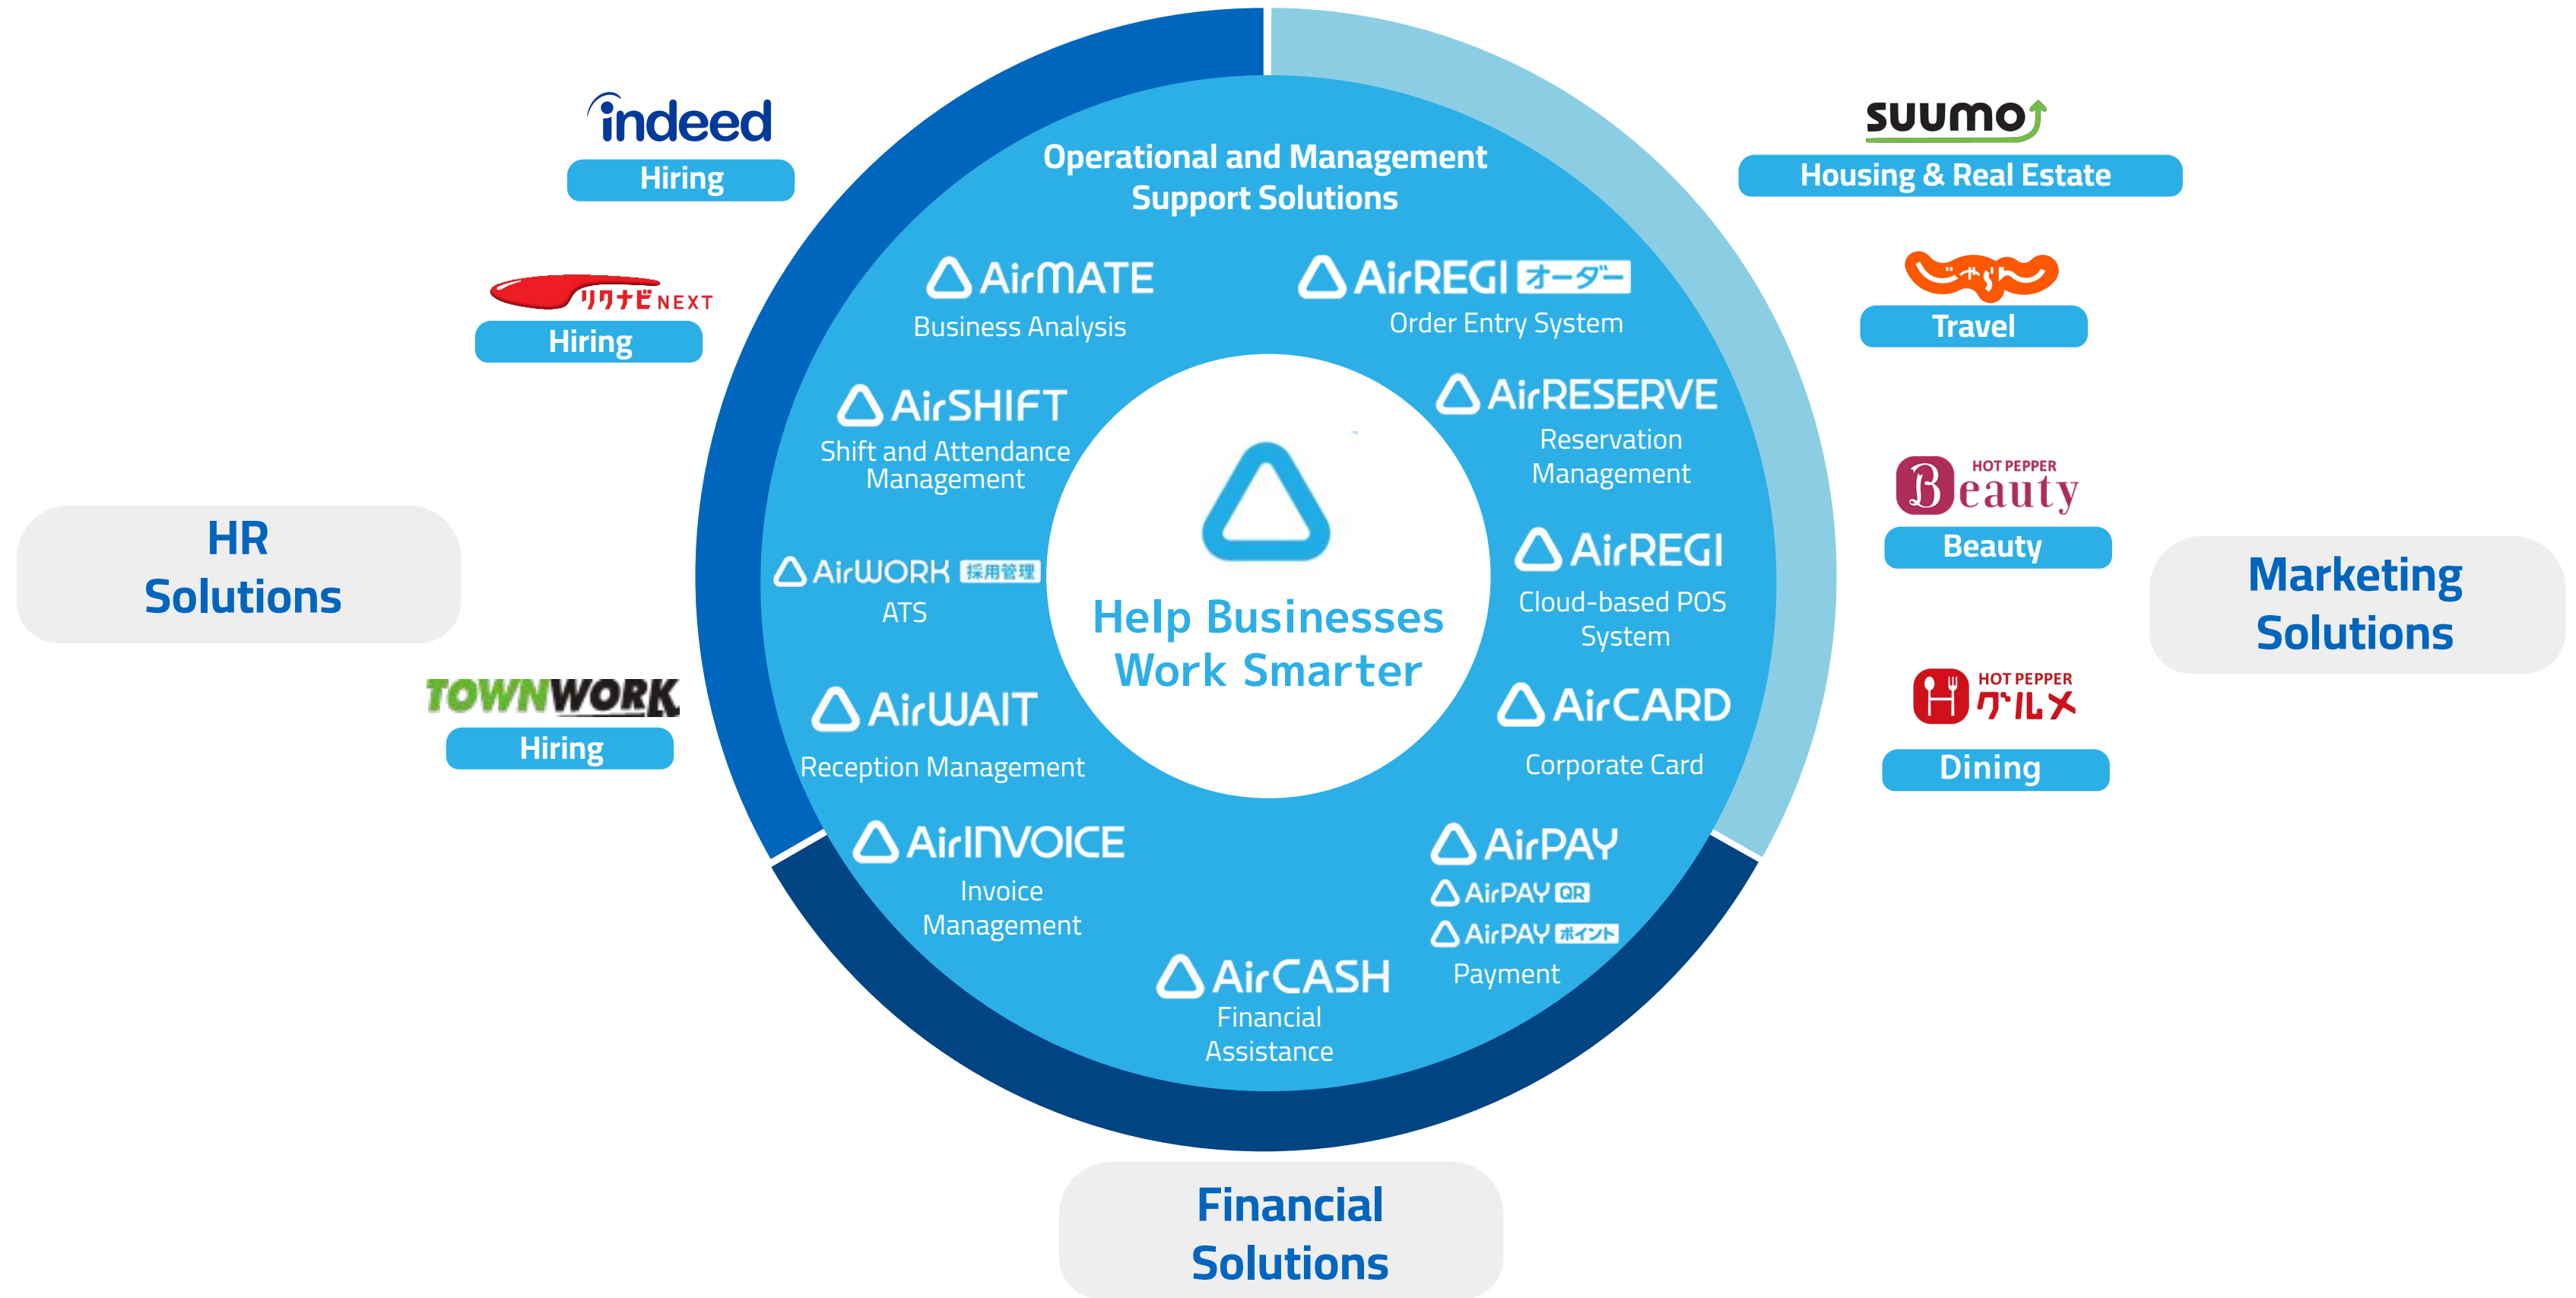 indeed
Hiring
リクナビNEXT
Hiring
HR
Solutions
TOWNWORK
Hiring
Operational and Management
Support Solutions
AirMATE
Business Analysis
AirREGI オーダー
Order Entry System
AirSHIFT
Shift and Attendance
Management
AirRESERVE
Reservation
Management
AirWORK 採用管理
ATS
AirREGI
Cloud-based POS
System
Help Businesses
Work Smarter
AirWAIT
Reception Management
AirCARD
Corporate Card
AirINVOICE
Invoice
Management
AirPAY
AirPAY QR
AirPAY ポイント
Payment
AirCASH
Financial
Assistance
SUUMO
Housing & Real Estate
じゃらん
Travel
HOT PEPPER
Beauty
Beauty
Marketing
Solutions
HOT PEPPER
グルメ
Dining
Financial
Solutions